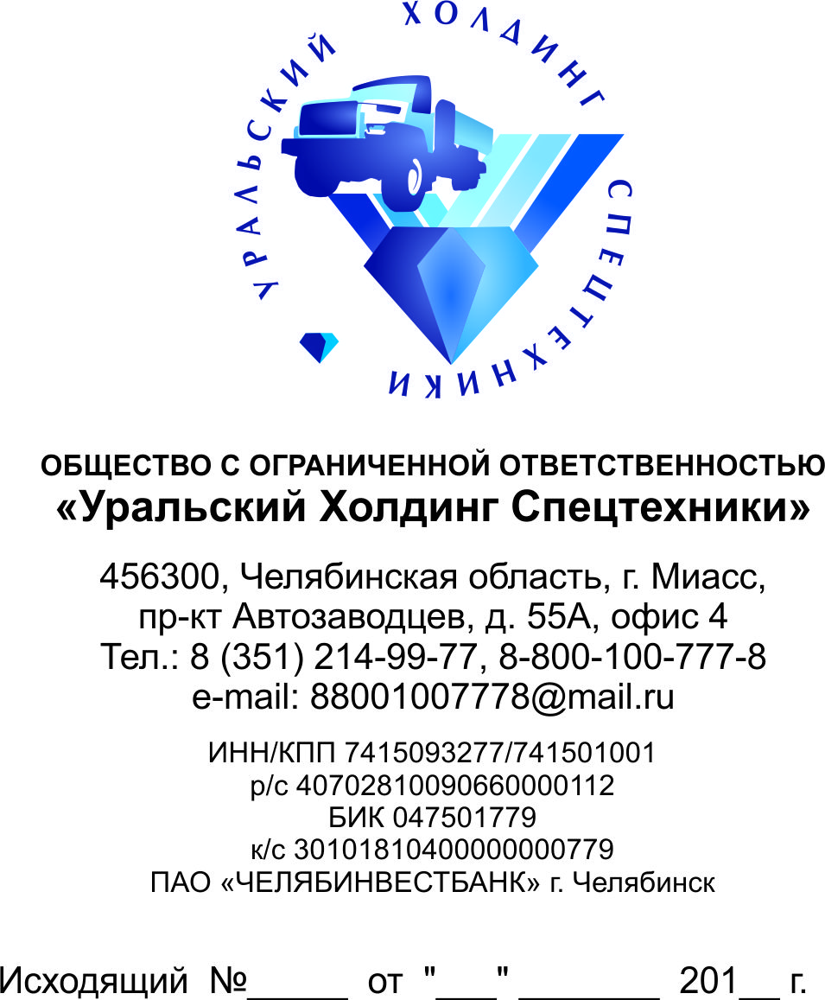 УРАЛЬСКИЙ ХОЛДИНГ СПЕЦТЕХНИКИ
ОБЩЕСТВО С ОГРАНИЧЕННОЙ ОТВЕТСТВЕННОСТЬЮ
«Уральский Холдинг Спецтехники»
456300, Челябинская область, г. Миасс,
пр-кт Автозаводцев, д. 55А, офис 4
Тел.: 8 (351) 214-99-77, 8-800-100-777-8
e-mail: 88001007778@mail.ru
ИНН/КПП 7415093277/741501001
р/с 40702810090660000112
БИК 047501779
к/с 30101810400000000779
ПАО «ЧЕЛЯБИНВЕСТБАНК» г. Челябинск
Исходящий №______ от "___" _______ 201__ г.